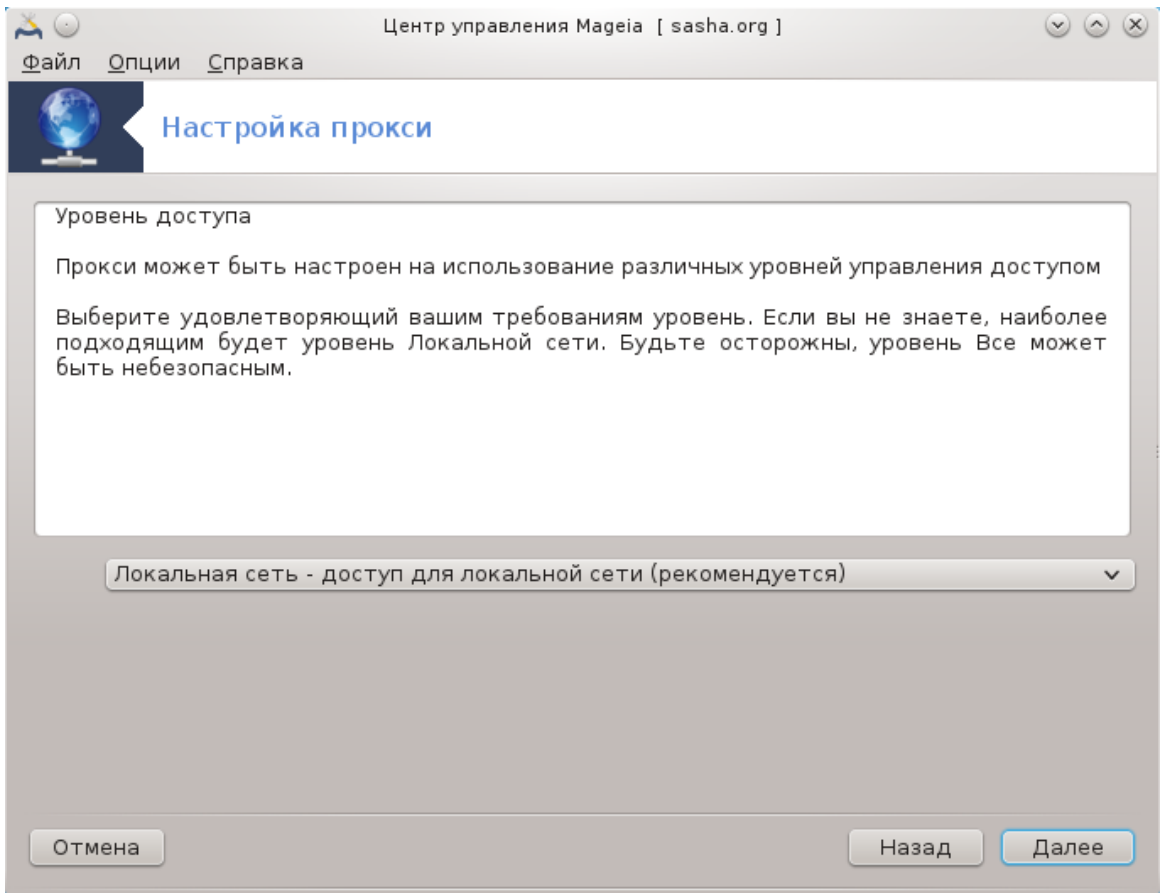 Центр управления Mageia [ sasha.org ]
Файл Опции Справка
Настройка прокси
Уровень доступа
Прокси может быть настроен на использование различных уровней управления доступом
Выберите удовлетворяющий вашим требованиям уровень. Если вы не знаете, наиболее
подходящим будет уровень Локальной сети. Будьте осторожны, уровень Все может
быть небезопасным.
Локальная сеть - доступ для локальной сети (рекомендуется)
Отмена Назад Далее